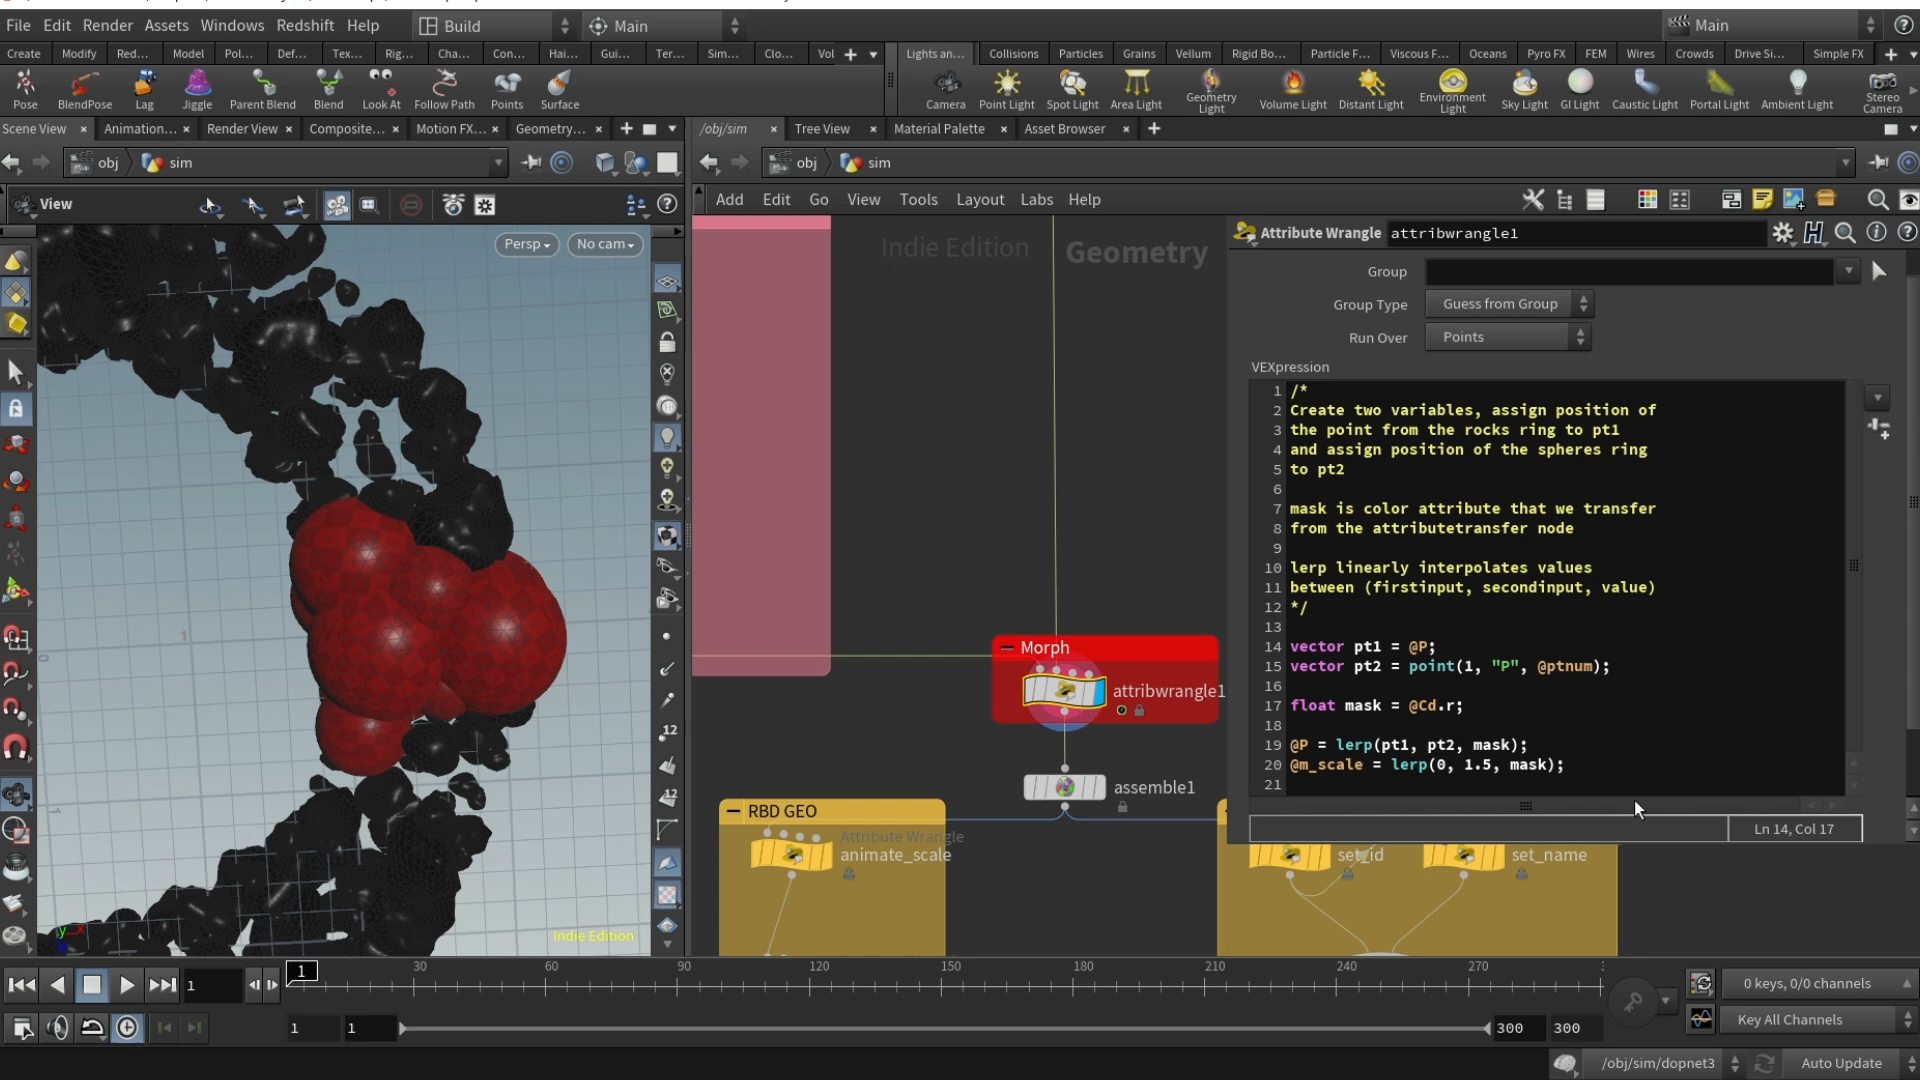 File Edit Render Assets Windows Redshift Help Build Main Main
Create Modify Red... Model Pol... Def... Tex... Rig... Cha... Con... Hai... Gui... Ter... Sim... Clo... Vol
Lights an... Collisions Particles Grains Vellum Rigid Bo... Particle F... Viscous F... Oceans Pyro FX FEM Wires Crowds Drive Si... Simple FX
Pose BlendPose Lag Jiggle Parent Blend Blend Look At Follow Path Points Surface
Camera Point Light Spot Light Area Light Geometry Light Volume Light Distant Light Environment Light Sky Light GI Light Caustic Light Portal Light Ambient Light Stereo Camera
Scene View Animation... Render View Composite... Motion FX... Geometry...
/obj/sim Tree View Material Palette Asset Browser
obj sim
obj sim
View
Add Edit Go View Tools Layout Labs Help
Persp No cam
Indie Edition Geometry
Attribute Wrangle attribwrangle1
Group
Group Type Guess from Group
Run Over Points
VEXpression
1 /*
2 Create two variables, assign position of
3 the point from the rocks ring to pt1
4 and assign position of the spheres ring
5 to pt2
6
7 mask is color attribute that we transfer
8 from the attributetransfer node
9
10 lerp linearly interpolates values
11 between (firstinput, secondinput, value)
12 */
13
14 vector pt1 = @P;
15 vector pt2 = point(1, "P", @ptnum);
16
17 float mask = @Cd.r;
18
19 @P = lerp(pt1, pt2, mask);
20 @m_scale = lerp(0, 1.5, mask);
21
Ln 14, Col 17
Morph
attribwrangle1
assemble1
RBD GEO
Attribute Wrangle
animate_scale
set_id
set_name
12
12
1
y x
Indie Edition
1 1 30 60 90 120 150 180 210 240 270
0 keys, 0/0 channels
1 1 300 300
Key All Channels
/obj/sim/dopnet3 Auto Update